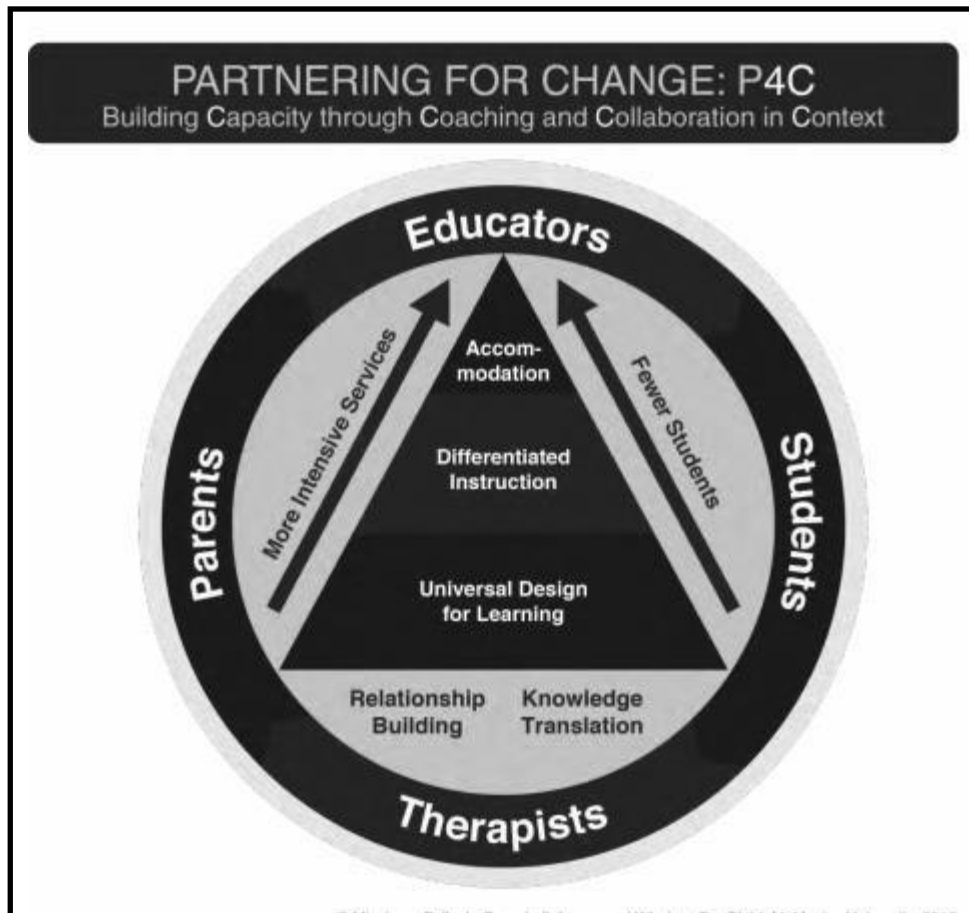 PARTNERING FOR CHANGE: P4C
Building Capacity through Coaching and Collaboration in Context
Educators
Parents
Students
Therapists
More Intensive Services
Fewer Students
Accom-
modation
Differentiated
Instruction
Universal Design
for Learning
Relationship
Building
Knowledge
Translation